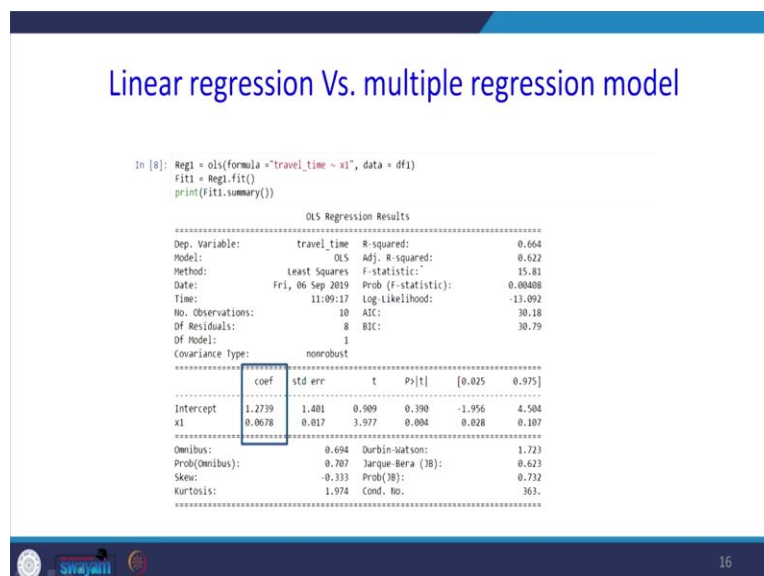 Linear regression Vs. multiple regression model
In [8]: Reg1 = ols(formula ="travel_time ~ x1", data = df1)
Fit1 = Reg1.fit()
print(Fit1.summary())
OLS Regression Results
Dep. Variable: travel_time R-squared: 0.664
Model: OLS Adj. R-squared: 0.622
Method: Least Squares F-statistic: 15.81
Date: Fri, 06 Sep 2019 Prob (F-statistic): 0.00408
Time: 11:09:17 Log-Likelihood: -13.092
No. Observations: 10 AIC: 30.18
Df Residuals: 8 BIC: 30.79
Df Model: 1
Covariance Type: nonrobust
coef std err t P>|t| [0.025 0.975]
Intercept 1.2739 1.401 0.909 0.390 -1.956 4.504
x1 0.0678 0.017 3.977 0.004 0.028 0.107
Omnibus: 0.694 Durbin-Watson: 1.723
Prob(Omnibus): 0.707 Jarque-Bera (JB): 0.623
Skew: -0.333 Prob(JB): 0.732
Kurtosis: 1.974 Cond. No. 363.
swayam 16